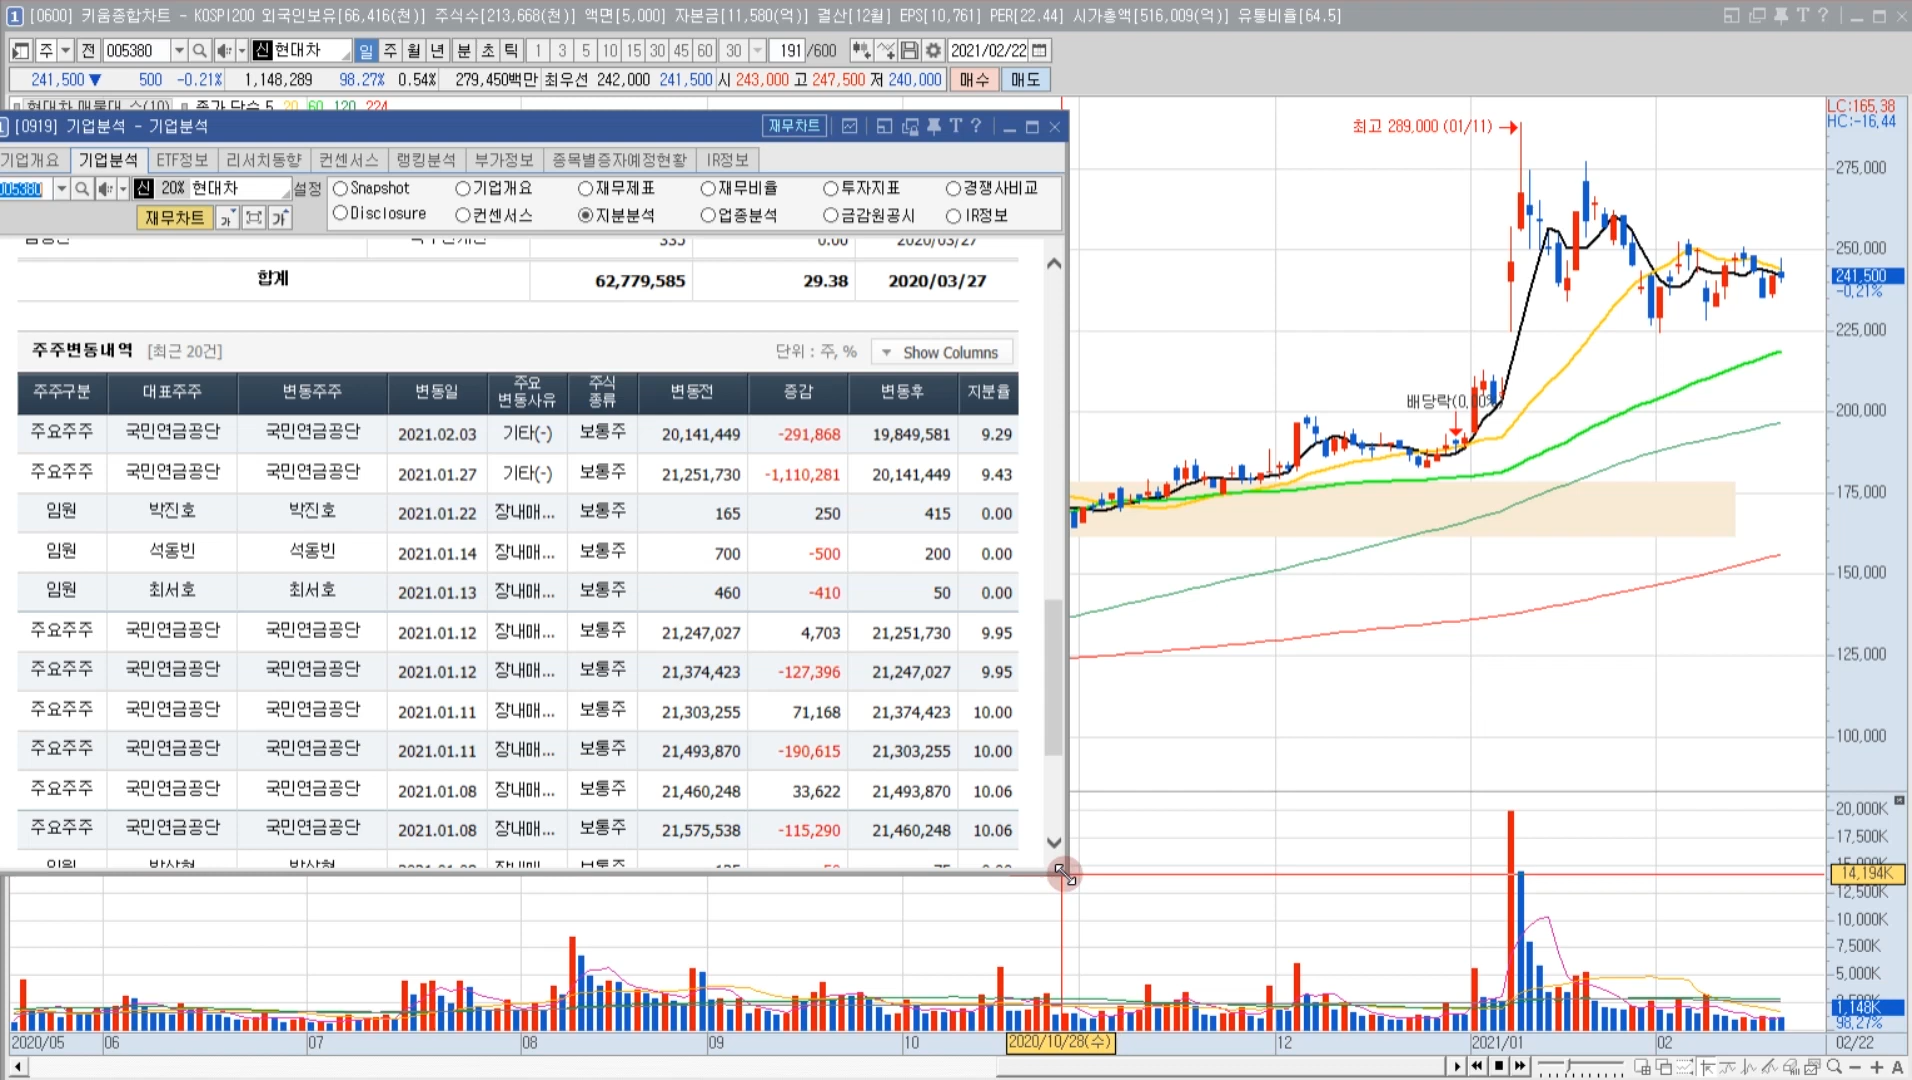 [0600] 키움종합차트 - KOSPI200 외국인보유[66,416(천)] 주식수[213,668(천)] 액면[5,000] 자본금[11,580(억)] 결산[12월] EPS[10,761] PER[22.44] 시가총액[516,009(억)] 유통비율[64.5]
주 전 005380 신 현대차 일 주 월 년 분 초 틱 1 3 5 10 15 30 45 60 30 191 /600 2021/02/22
241,500 ▼ 500 -0.21% 1,148,289 98.27% 0.54% 279,450백만 최우선 242,000 241,500 시 243,000 고 247,500 저 240,000 매수 매도
현대차 매물대 종가 단순 5 20 60 120 224
[0919] 기업분석 - 기업분석 재무차트
기업개요 기업분석 ETF정보 리서치동향 컨센서스 랭킹분석 부가정보 종목별증자예정현황 IR정보
005380 신 20% 현대차 설정 Snapshot 기업개요 재무제표 재무비율 투자지표 경쟁사비교
재무차트 가 가 Disclosure 컨센서스 지분분석 업종분석 금감원공시 IR정보
335 0.00 2020/03/27
합계 62,779,585 29.38 2020/03/27
주주변동내역 [최근 20건] 단위 : 주, % Show Columns
주주구분 대표주주 변동주주 변동일 주요 변동사유 주식 종류 변동전 증감 변동후 지분율
주요주주 국민연금공단 국민연금공단 2021.02.03 기타(-) 보통주 20,141,449 -291,868 19,849,581 9.29
주요주주 국민연금공단 국민연금공단 2021.01.27 기타(-) 보통주 21,251,730 -1,110,281 20,141,449 9.43
임원 박진호 박진호 2021.01.22 장내매... 보통주 165 250 415 0.00
임원 석동빈 석동빈 2021.01.14 장내매... 보통주 700 -500 200 0.00
임원 최서호 최서호 2021.01.13 장내매... 보통주 460 -410 50 0.00
주요주주 국민연금공단 국민연금공단 2021.01.12 장내매... 보통주 21,247,027 4,703 21,251,730 9.95
주요주주 국민연금공단 국민연금공단 2021.01.12 장내매... 보통주 21,374,423 -127,396 21,247,027 9.95
주요주주 국민연금공단 국민연금공단 2021.01.11 장내매... 보통주 21,303,255 71,168 21,374,423 10.00
주요주주 국민연금공단 국민연금공단 2021.01.11 장내매... 보통주 21,493,870 -190,615 21,303,255 10.00
주요주주 국민연금공단 국민연금공단 2021.01.08 장내매... 보통주 21,460,248 33,622 21,493,870 10.06
주요주주 국민연금공단 국민연금공단 2021.01.08 장내매... 보통주 21,575,538 -115,290 21,460,248 10.06
최고 289,000 (01/11)
배당락(0.00%)
LC:165.38
HC:-16.44
275,000
250,000
241,500
-0.21%
225,000
200,000
175,000
150,000
125,000
100,000
20,000K
17,500K
14,194K
12,500K
10,000K
7,500K
5,000K
1,148K
98.27%
2020/05 06 07 08 09 10 2020/10/28(수) 12 2021/01 02 02/22